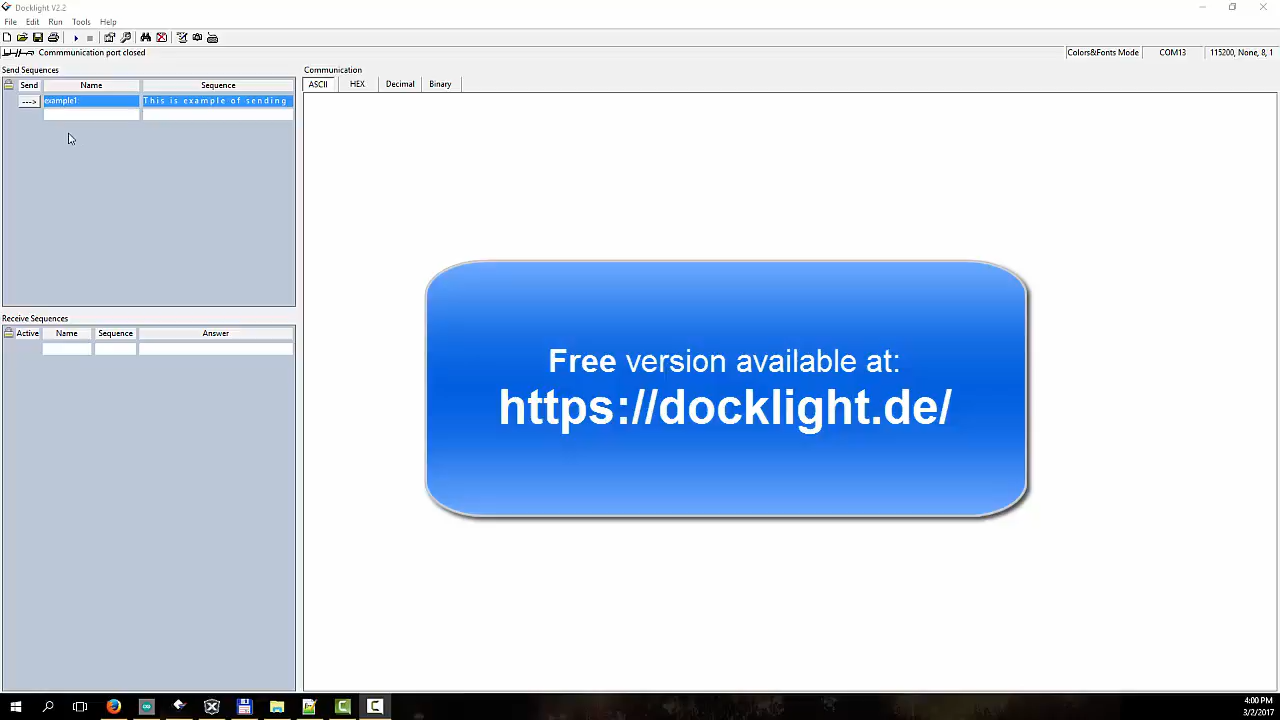 Docklight V2.2
File Edit Run Tools Help
Commmunication port closed
Colors&Fonts Mode
COM13
115200, None, 8, 1
Send Sequences
Send Name Sequence
---> example1: This is example of sending
Communication
ASCII HEX Decimal Binary
Receive Sequences
Active Name Sequence Answer
Free version available at:
https://docklight.de/
4:00 PM
3/2/2017